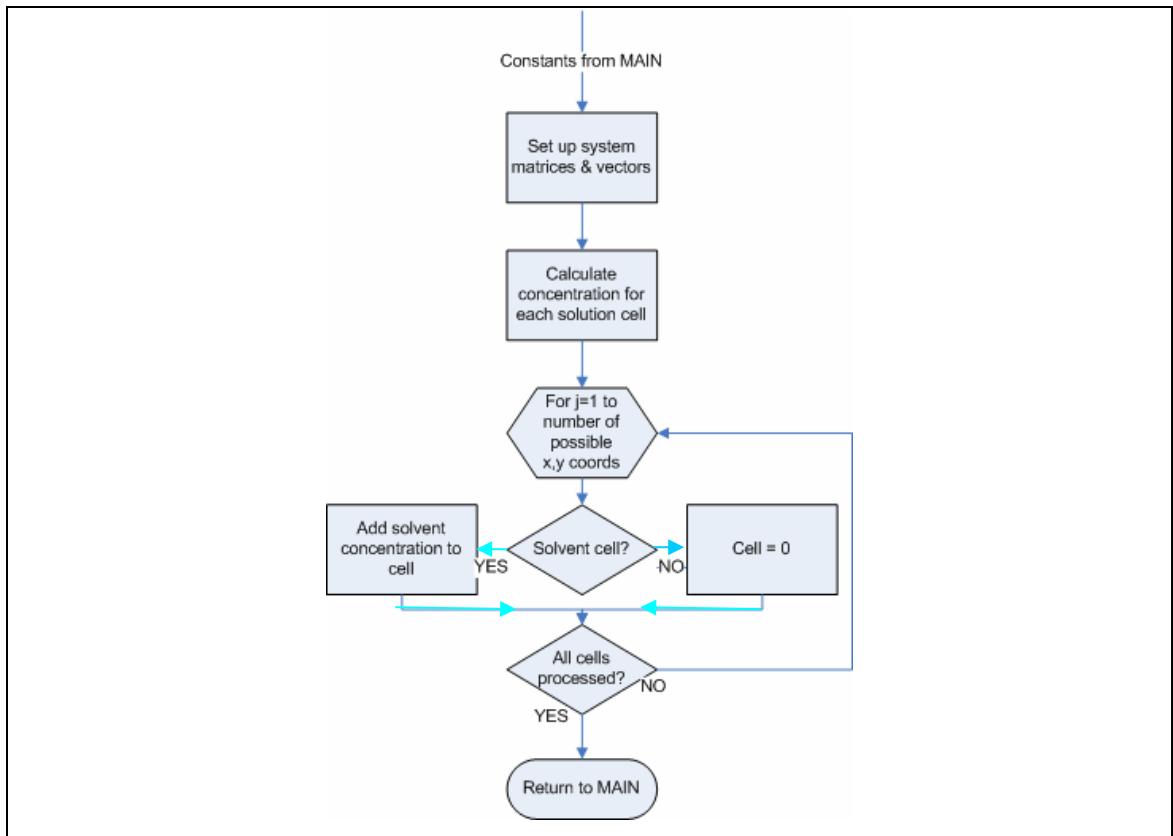 Constants from MAIN
Set up system
matrices & vectors
Calculate
concentration for
each solution cell
For j=1 to
number of
possible
x,y coords
Add solvent
concentration to
cell
YES
Solvent cell?
NO
Cell = 0
All cells
processed?
NO
YES
Return to MAIN